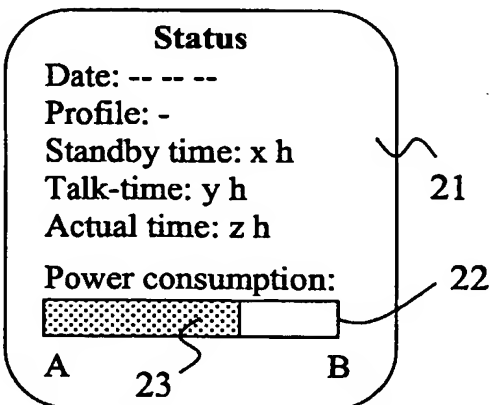 Status
Date: -- -- --
Profile: -
Standby time: x h
Talk-time: y h
Actual time: z h
Power consumption:
A B
21
22
23